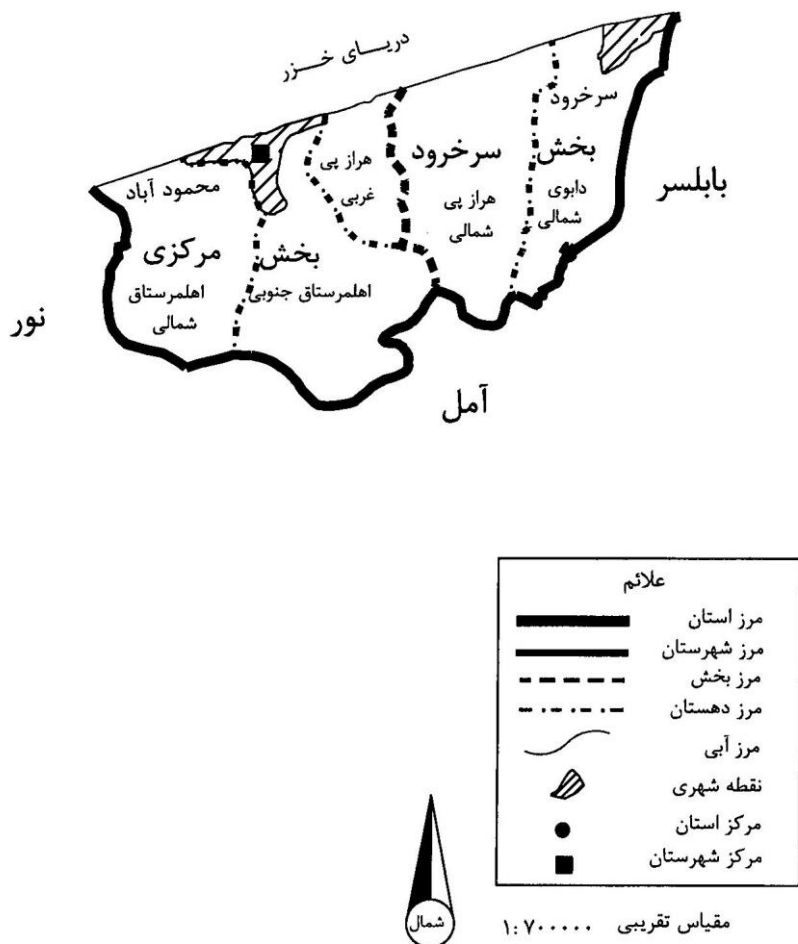 دریای خزر
سرخرود
هراز پی
غربی
سرخرود
بخش
دابوی
شمالی
بابلسر
محمود آباد
هراز پی
شمالی
مرکزی
بخش
اهلمرستاق
شمالی
اهلمرستاق جنوبی
نور
آمل
علائم
مرز استان
مرز شهرستان
مرز بخش
مرز دهستان
مرز آبی
نقطه شهری
مرکز استان
مرکز شهرستان
شمال
مقیاس تقریبی ۱:۷۰۰۰۰۰